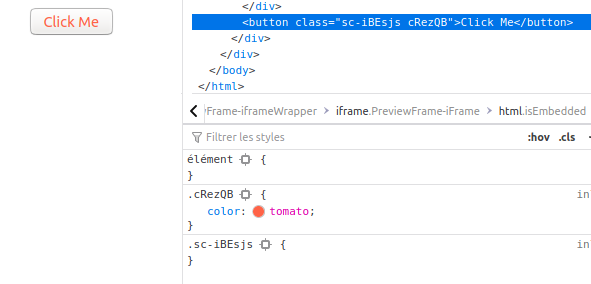 Click Me
</div>
<button class="sc-iBEsjs cRezQB">Click Me</button>
</div>
</div>
</body>
</html>
Frame-iframeWrapper > iframe.PreviewFrame-iFrame > html.isEmbedded
Filtrer les styles :hov .cls
élément {
}
.cRezQB { in
color: tomato;
}
.sc-iBEsjs { in
}